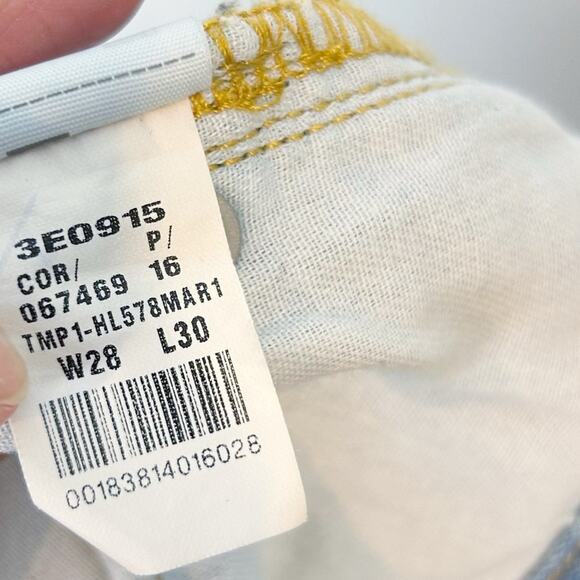 3E0915
COR/ P/
067469 16
TMP1-HL578MAR1
W28 L30
00183814016028